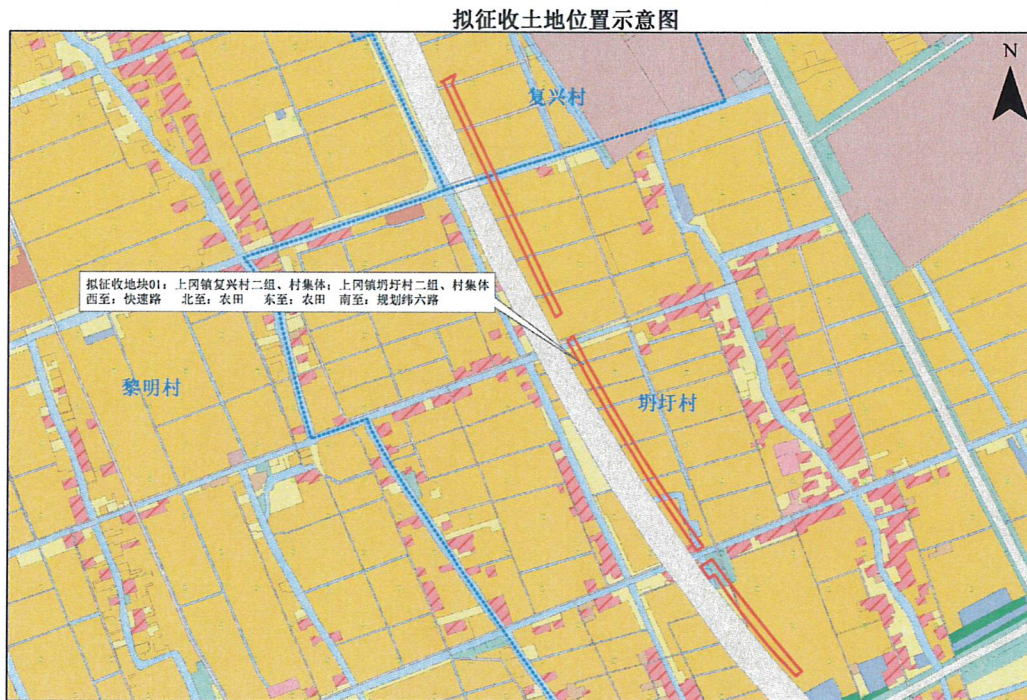 拟征收土地位置示意图
N
复兴村
拟征收地块01：上冈镇复兴村二组、村集体；上冈镇坍圩村二组、村集体
西至：快速路 北至：农田 东至：农田 南至：规划纬六路
黎明村
坍圩村